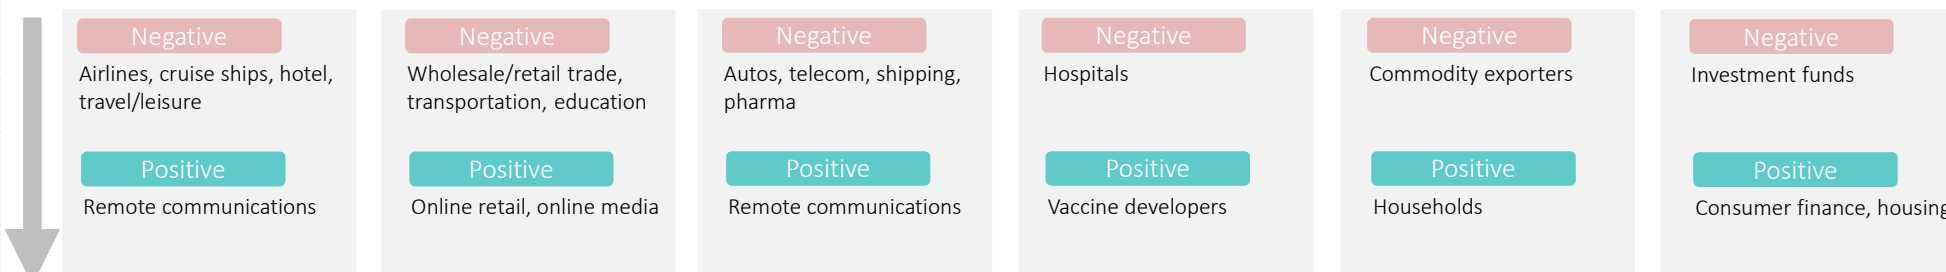 Negative
Airlines, cruise ships, hotel,
travel/leisure
Positive
Remote communications
Negative
Wholesale/retail trade,
transportation, education
Positive
Online retail, online media
Negative
Autos, telecom, shipping,
pharma
Positive
Remote communications
Negative
Hospitals
Positive
Vaccine developers
Negative
Commodity exporters
Positive
Households
Negative
Investment funds
Positive
Consumer finance, housing